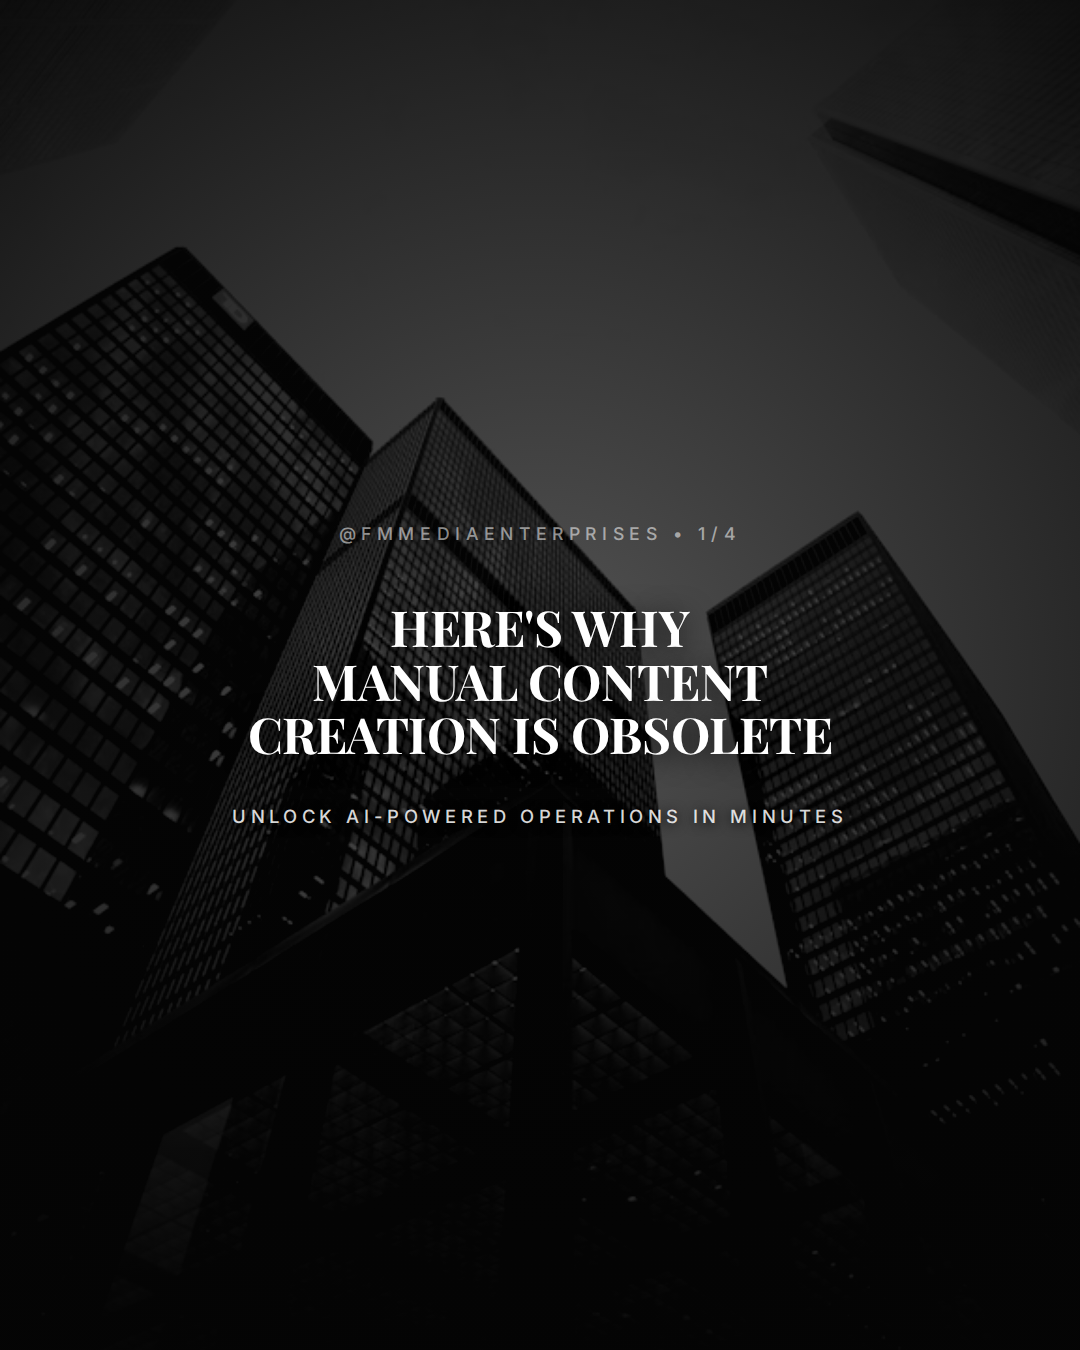 @FMMEDIAENTERPRISES • 1/4
HERE'S WHY
MANUAL CONTENT
CREATION IS OBSOLETE
UNLOCK AI-POWERED OPERATIONS IN MINUTES